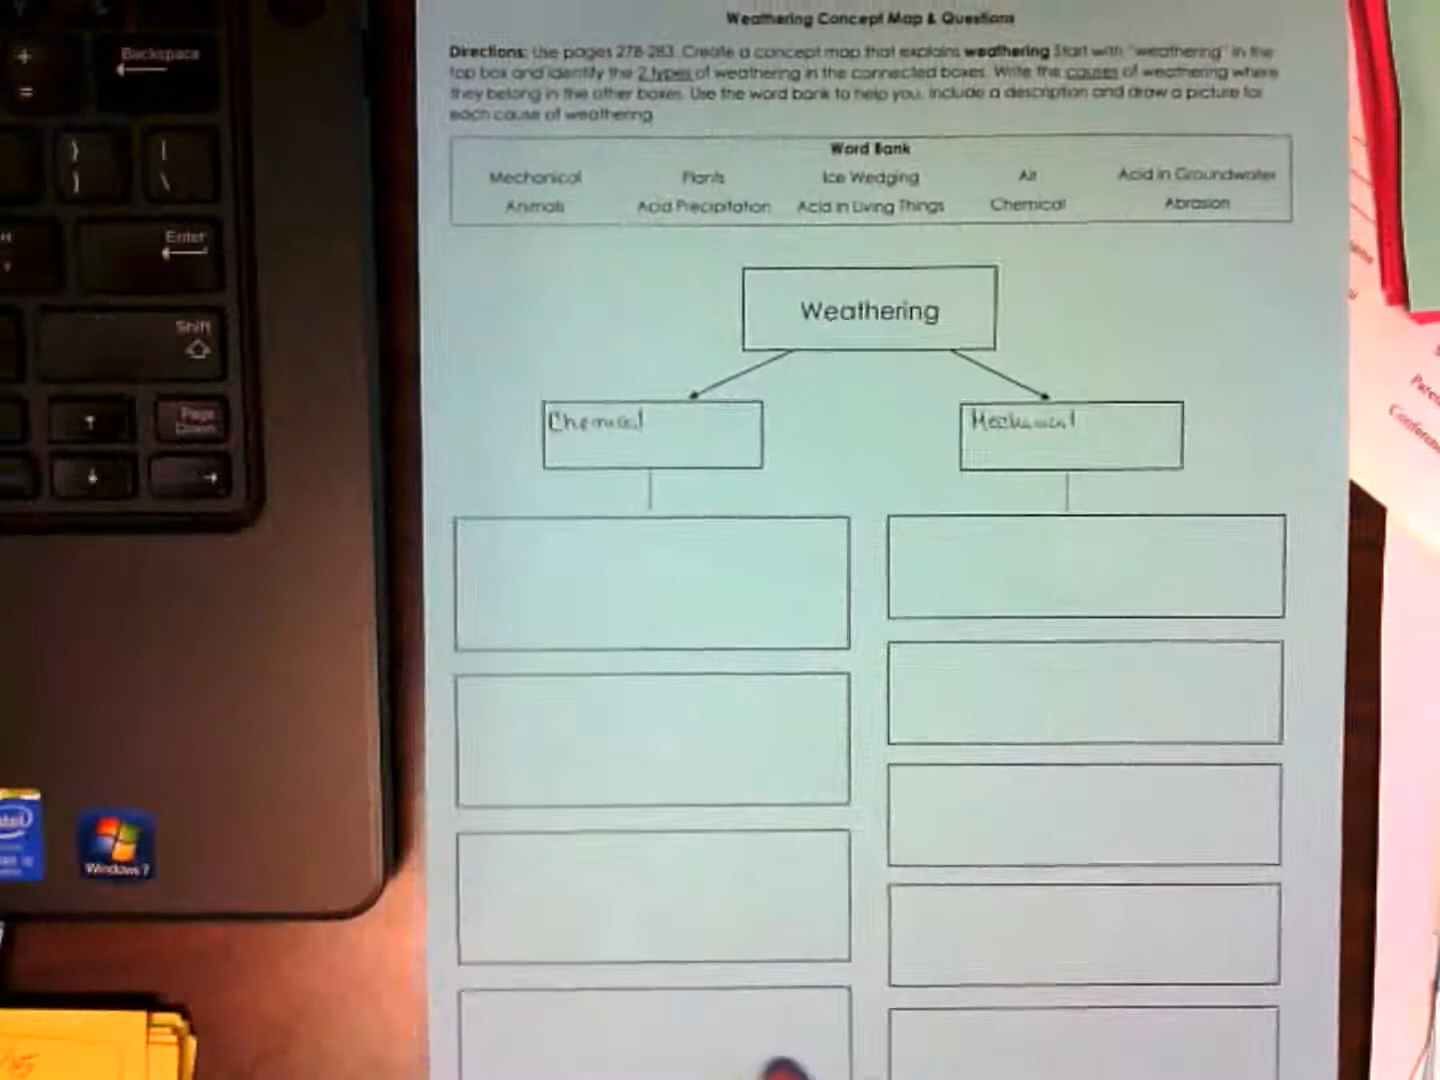 Weathering Concept Map & Questions
Directions: Use pages 278-283. Create a concept map that explains weathering Start with "weathering" in the
top box and identify the 2 types of weathering in the connected boxes. Write the causes of weathering where
they belong in the other boxes. Use the word bank to help you. Include a description and draw a picture for
each cause of weathering.
Word Bank
Mechanical Plants Ice Wedging Air Acid in Groundwater
Animals Acid Precipitation Acid in Living Things Chemical Abrasion
Weathering
Chemical Mechanical
Backspace
+
=
}
]
|
\
Enter
Shift
Page
Down
intel
Windows 7
15